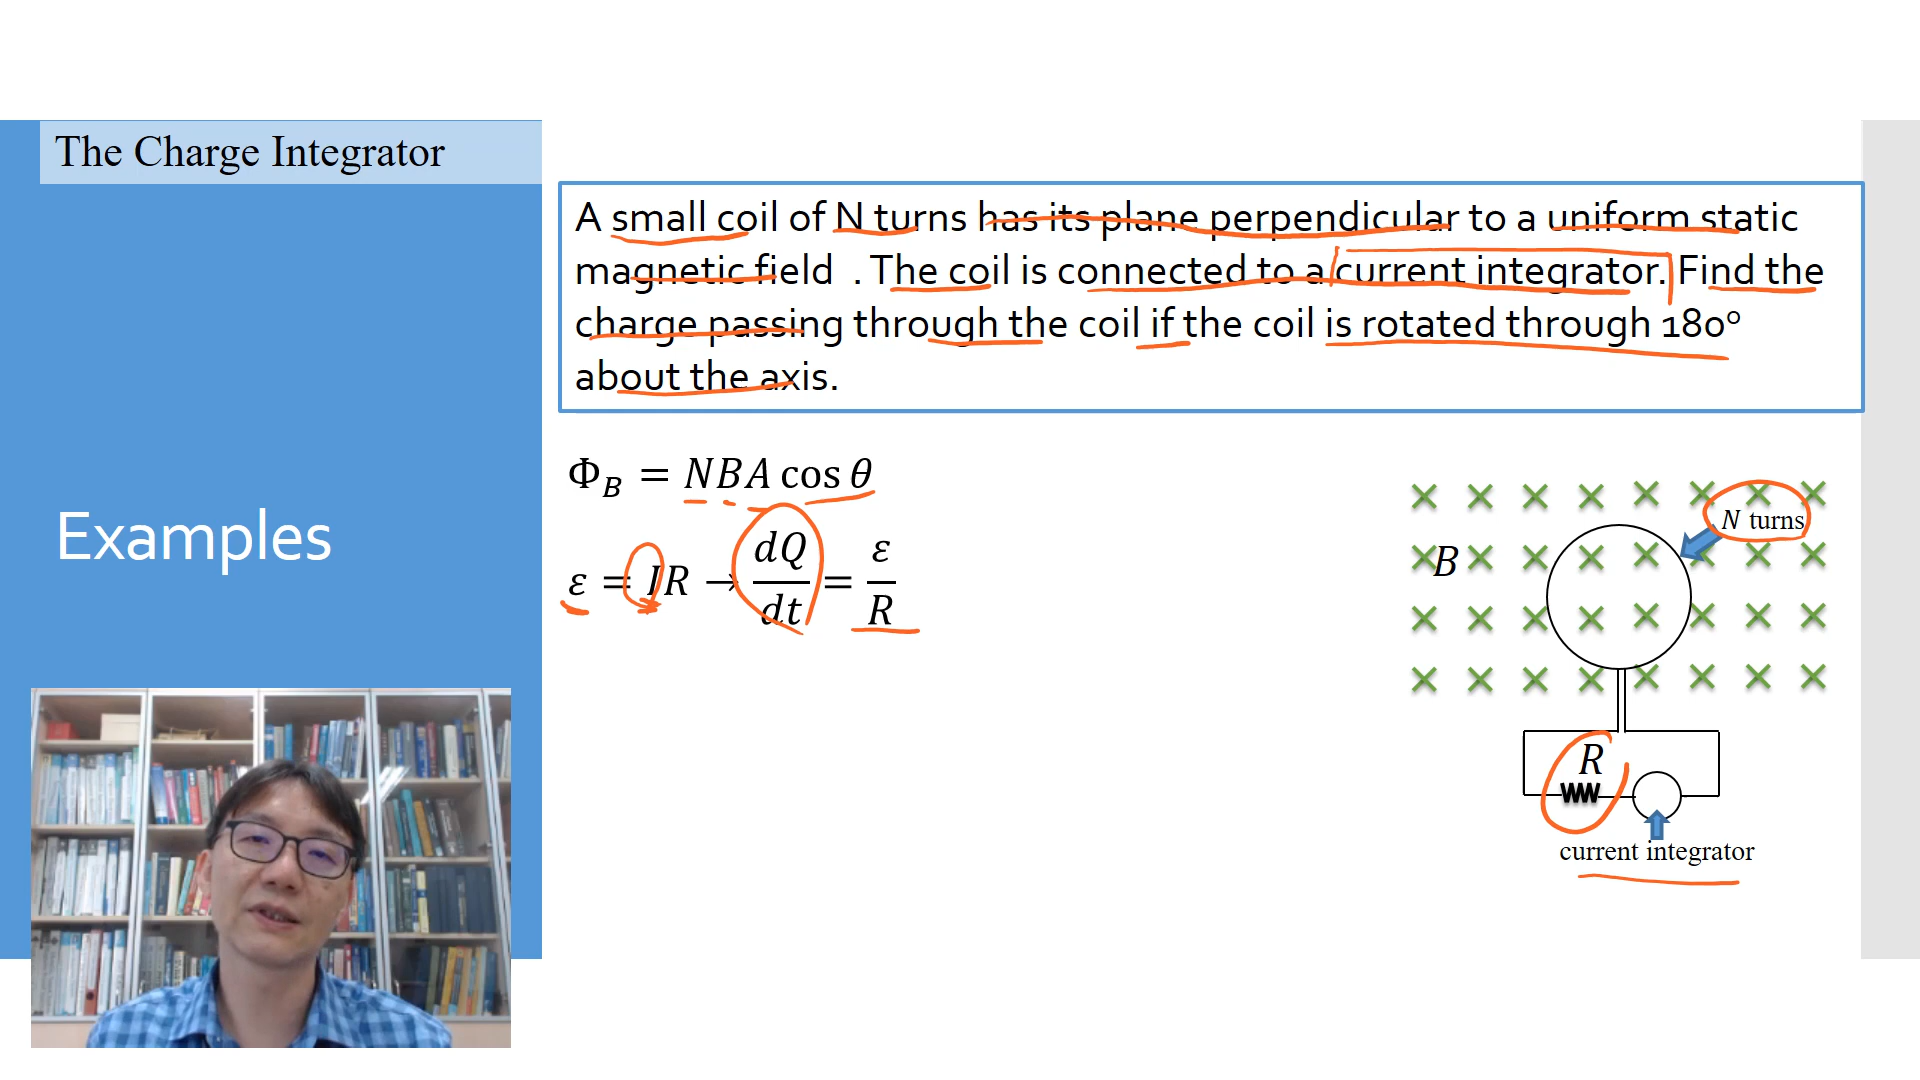 The Charge Integrator
Examples
A small coil of N turns has its plane perpendicular to a uniform static
magnetic field . The coil is connected to a current integrator. Find the
charge passing through the coil if the coil is rotated through 180º
about the axis.
Φ_B = NBA cos θ
ε = IR → dQ/dt = ε/R
N turns
B
R
current integrator